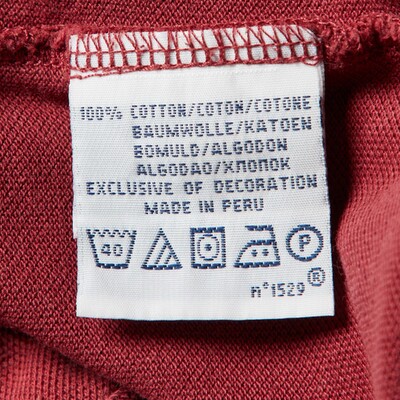 100% COTTON/COTON/COTONE
BAUMWOLLE/KATOEN
BOMULD/ALGODON
ALGODAO/ХЛОПОК
EXCLUSIVE OF DECORATION
MADE IN PERU
40 P
n°1529 ®